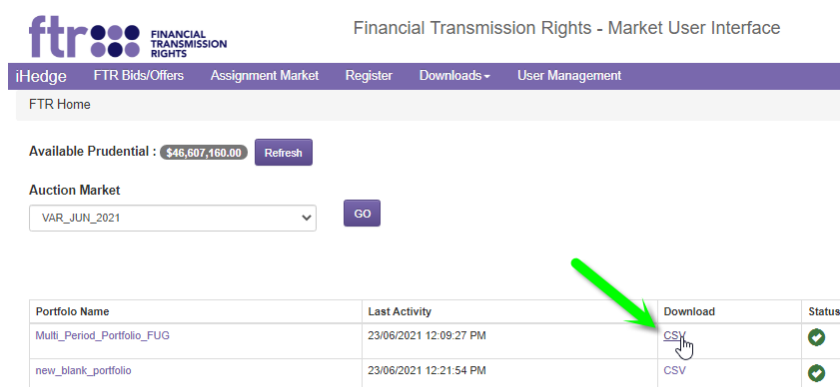 ftr FINANCIAL
TRANSMISSION
RIGHTS
Financial Transmission Rights - Market User Interface
iHedge FTR Bids/Offers Assignment Market Register Downloads User Management
FTR Home
Available Prudential : $46,607,160.00 Refresh
Auction Market
VAR_JUN_2021 GO
Portfolo Name Last Activity Download Status
Multi_Period_Portfolio_FUG 23/06/2021 12:09:27 PM CSV
new_blank_portfolio 23/06/2021 12:21:54 PM CSV